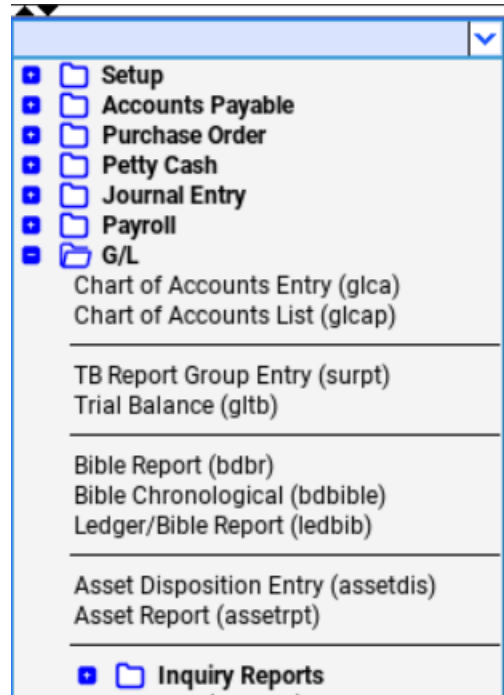 Setup
Accounts Payable
Purchase Order
Petty Cash
Journal Entry
Payroll
G/L
Chart of Accounts Entry (glca)
Chart of Accounts List (glcap)
TB Report Group Entry (surpt)
Trial Balance (gltb)
Bible Report (bdbr)
Bible Chronological (bdbible)
Ledger/Bible Report (ledbib)
Asset Disposition Entry (assetdis)
Asset Report (assetrpt)
Inquiry Reports